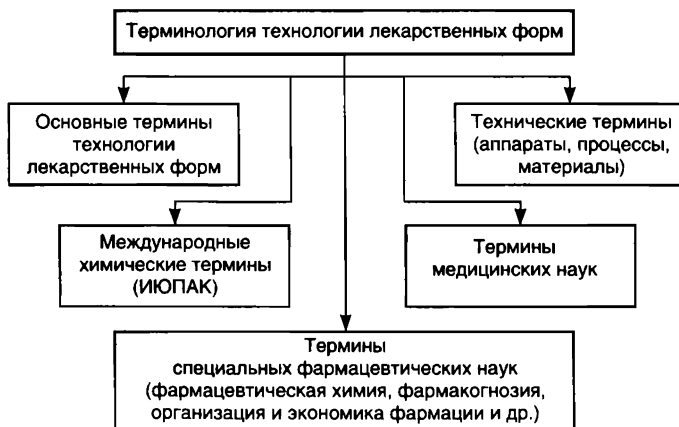 Терминология технологии лекарственных форм
Основные термины
технологии
лекарственных форм
Технические термины
(аппараты, процессы,
материалы)
Международные
химические термины
(ИЮПАК)
Термины
медицинских наук
Термины
специальных фармацевтических наук
(фармацевтическая химия, фармакогнозия,
организация и экономика фармации и др.)